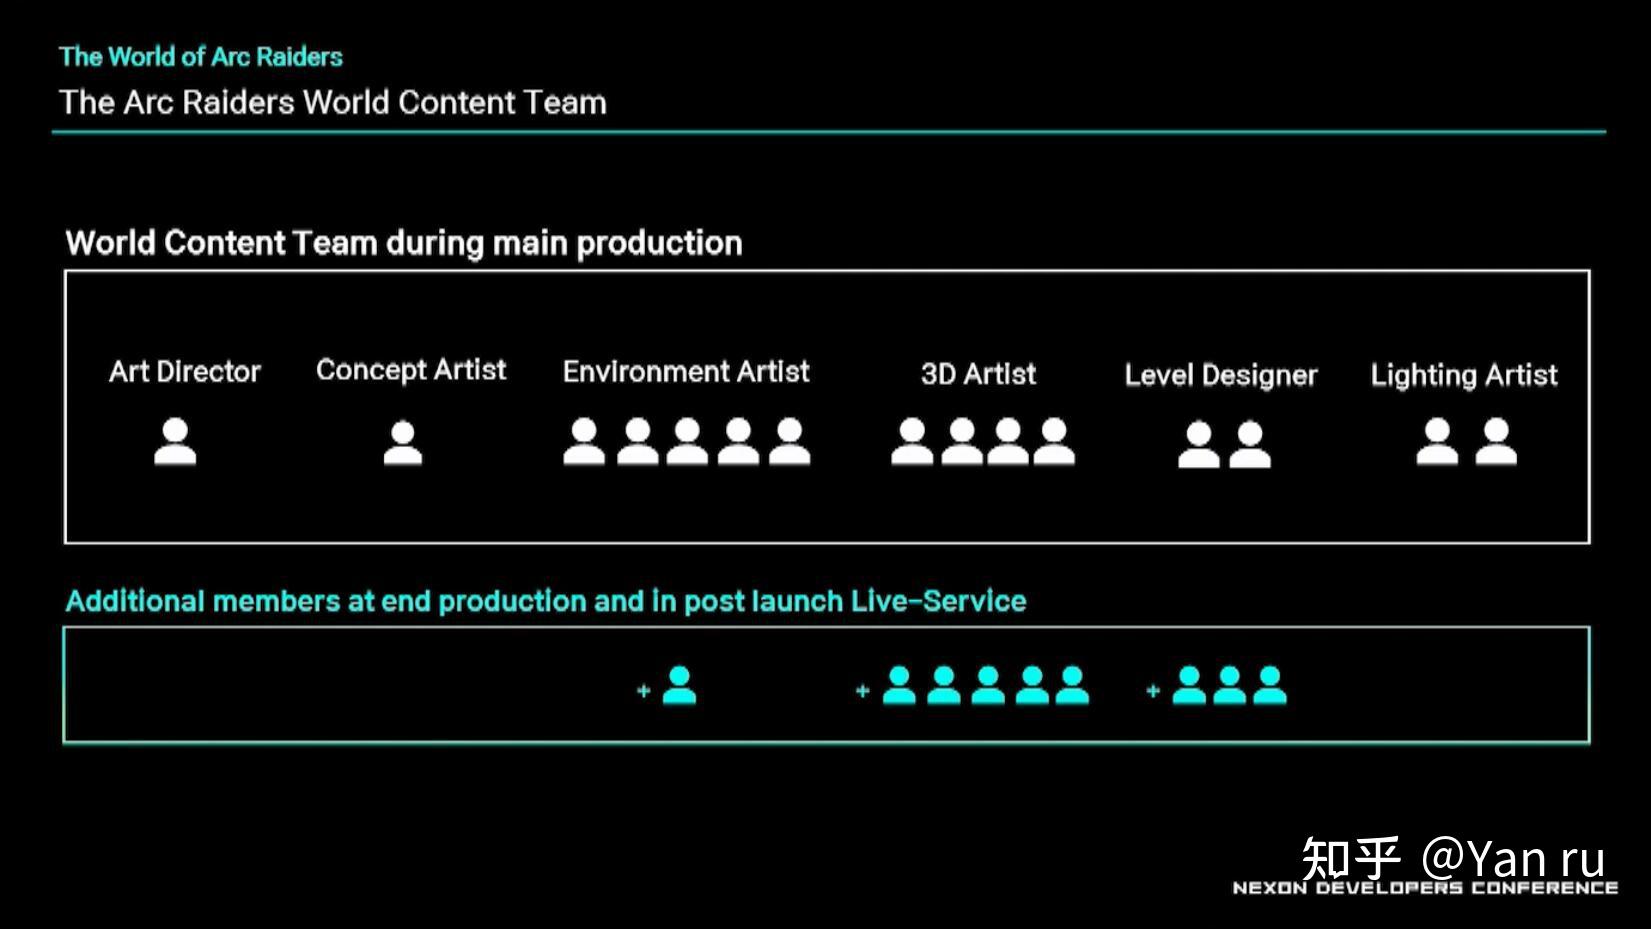 The World of Arc Raiders
The Arc Raiders World Content Team
World Content Team during main production
Art Director
Concept Artist
Environment Artist
3D Artist
Level Designer
Lighting Artist
Additional members at end production and in post launch Live-Service
+
+
+
知乎 @Yan ru
NEXON DEVELOPERS CONFERENCE